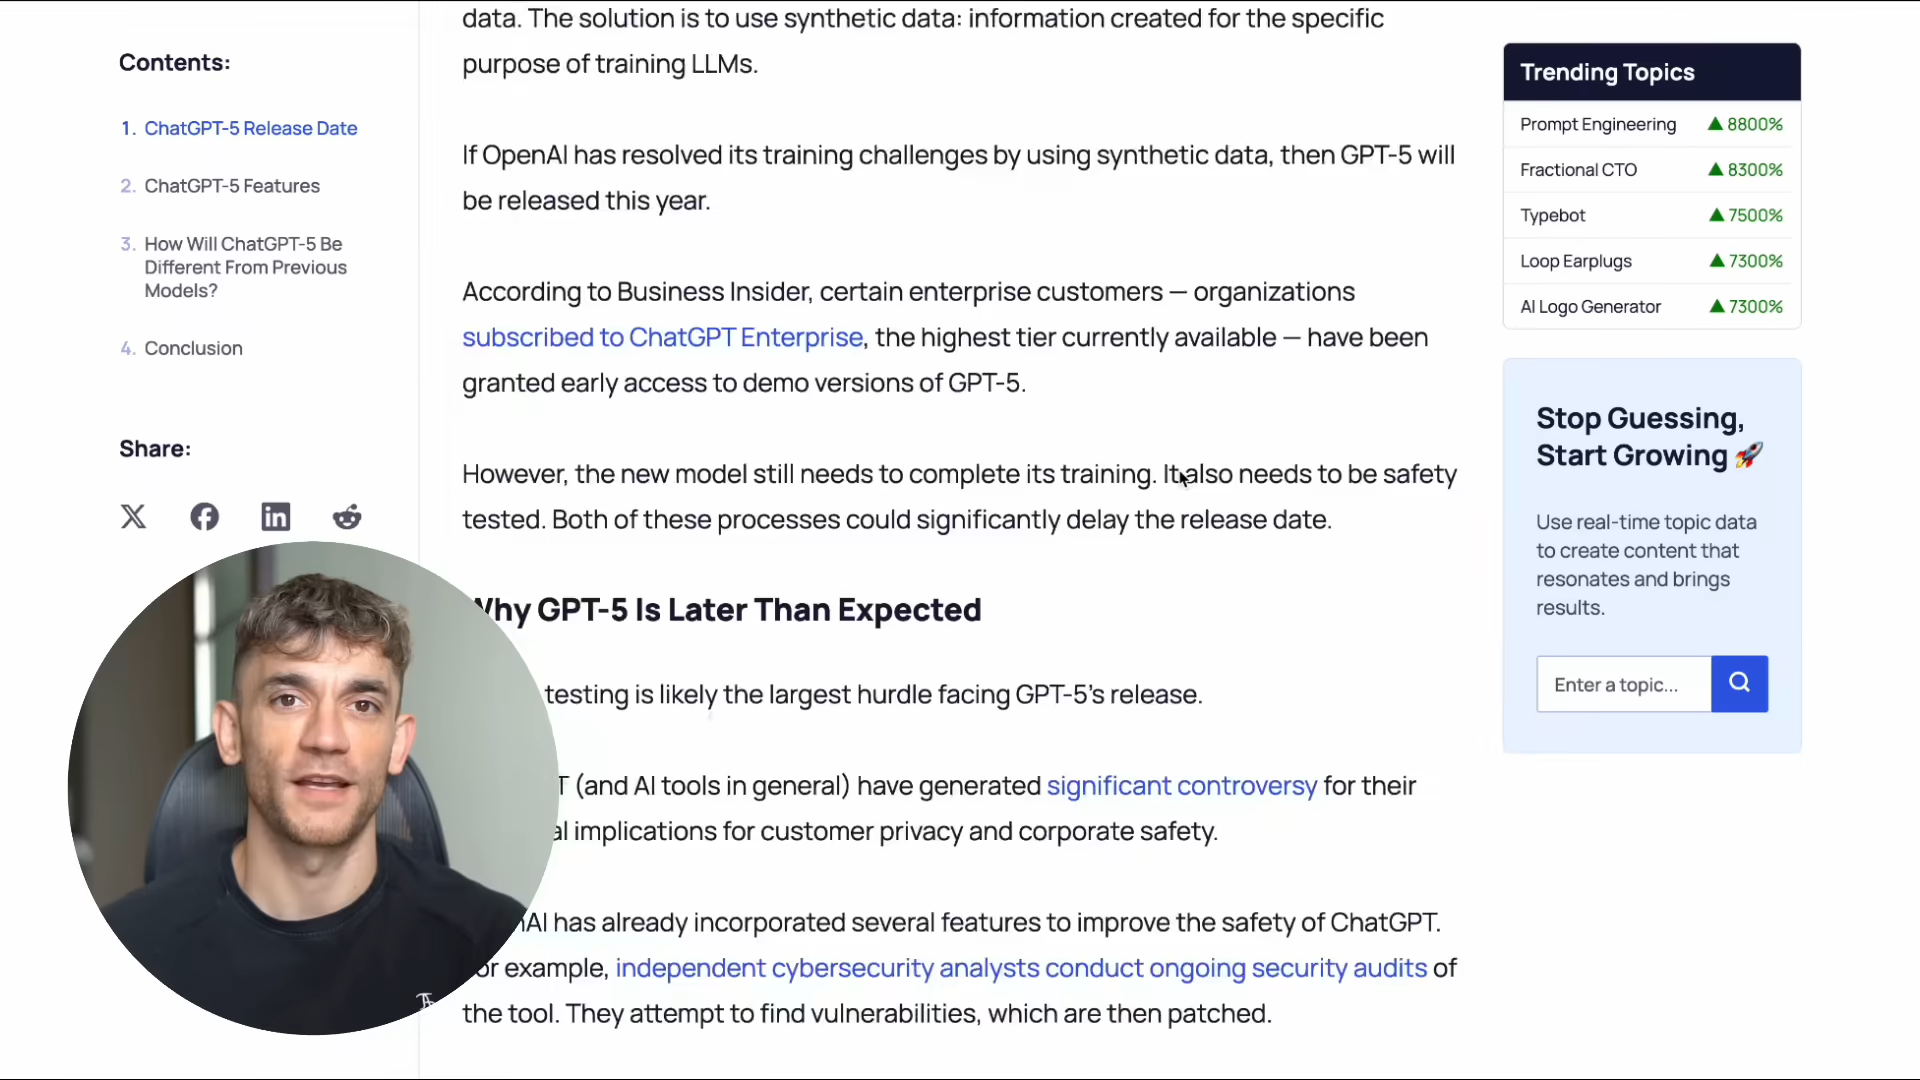 Contents:
1. ChatGPT-5 Release Date
2. ChatGPT-5 Features
3. How Will ChatGPT-5 Be
Different From Previous
Models?
4. Conclusion
Share:
data. The solution is to use synthetic data: information created for the specific
purpose of training LLMs.
If OpenAI has resolved its training challenges by using synthetic data, then GPT-5 will
be released this year.
According to Business Insider, certain enterprise customers — organizations
subscribed to ChatGPT Enterprise, the highest tier currently available — have been
granted early access to demo versions of GPT-5.
However, the new model still needs to complete its training. It also needs to be safety
tested. Both of these processes could significantly delay the release date.
Why GPT-5 Is Later Than Expected
testing is likely the largest hurdle facing GPT-5's release.
(and AI tools in general) have generated significant controversy for their
implications for customer privacy and corporate safety.
has already incorporated several features to improve the safety of ChatGPT.
example, independent cybersecurity analysts conduct ongoing security audits of
the tool. They attempt to find vulnerabilities, which are then patched.
Trending Topics
Prompt Engineering ▲ 8800%
Fractional CTO ▲ 8300%
Typebot ▲ 7500%
Loop Earplugs ▲ 7300%
AI Logo Generator ▲ 7300%
Stop Guessing,
Start Growing 🚀
Use real-time topic data
to create content that
resonates and brings
results.
Enter a topic...